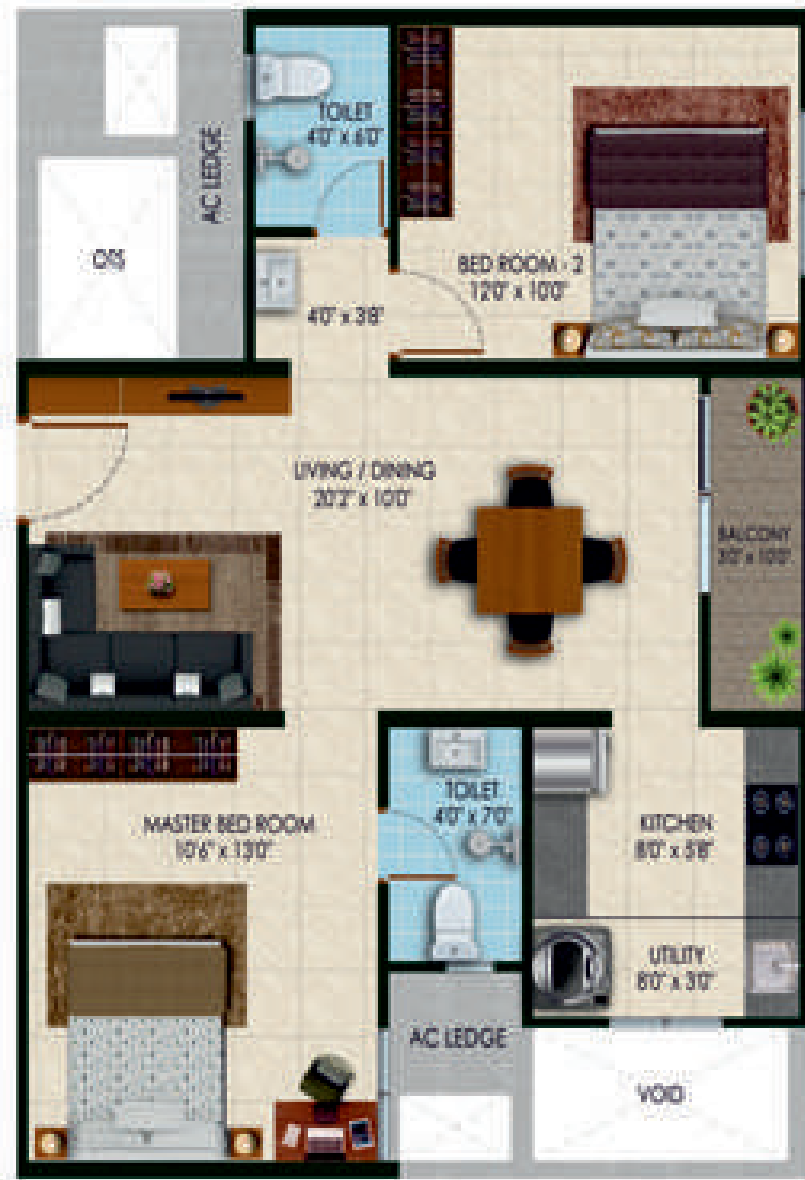 TOILET
4'0" x 6'0"
AC LEDGE
OTS
BED ROOM - 2
12'0" x 10'0"
4'0" x 3'8"
LIVING / DINING
20'2" x 10'0"
BALCONY
3'0" x 10'0"
TOILET
4'0" x 7'0"
MASTER BED ROOM
10'6" x 13'0"
KITCHEN
8'0" x 5'8"
UTILITY
8'0" x 3'0"
AC LEDGE
VOID